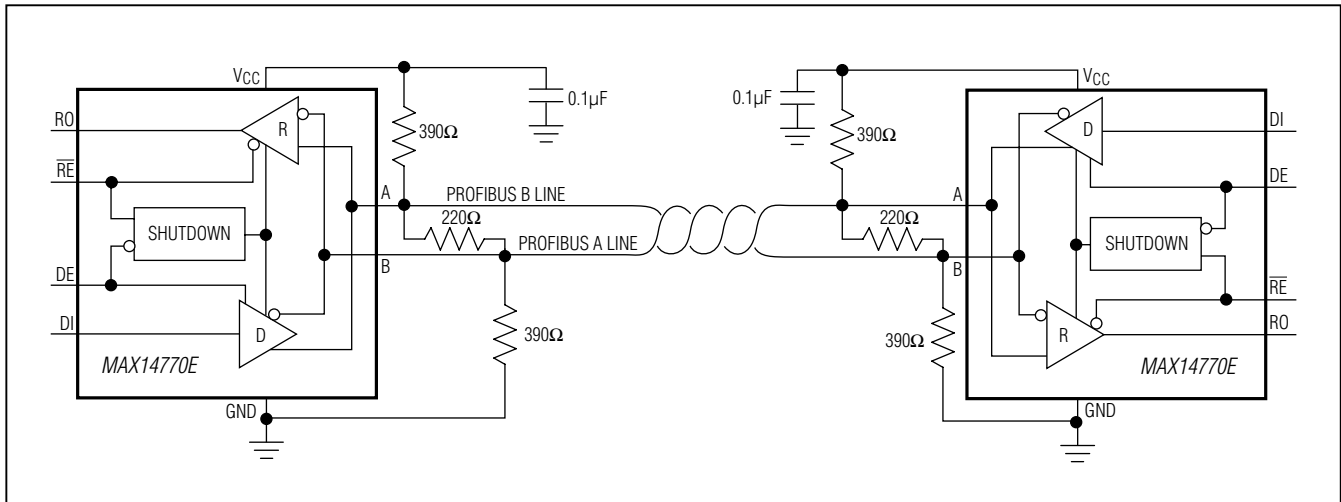 VCC
VCC
0.1µF
0.1µF
RO
R
390Ω
390Ω
D
DI
RE
DE
A
PROFIBUS B LINE
A
SHUTDOWN
220Ω
220Ω
SHUTDOWN
PROFIBUS A LINE
B
B
DE
RE
DI
D
390Ω
390Ω
R
RO
MAX14770E
MAX14770E
GND
GND